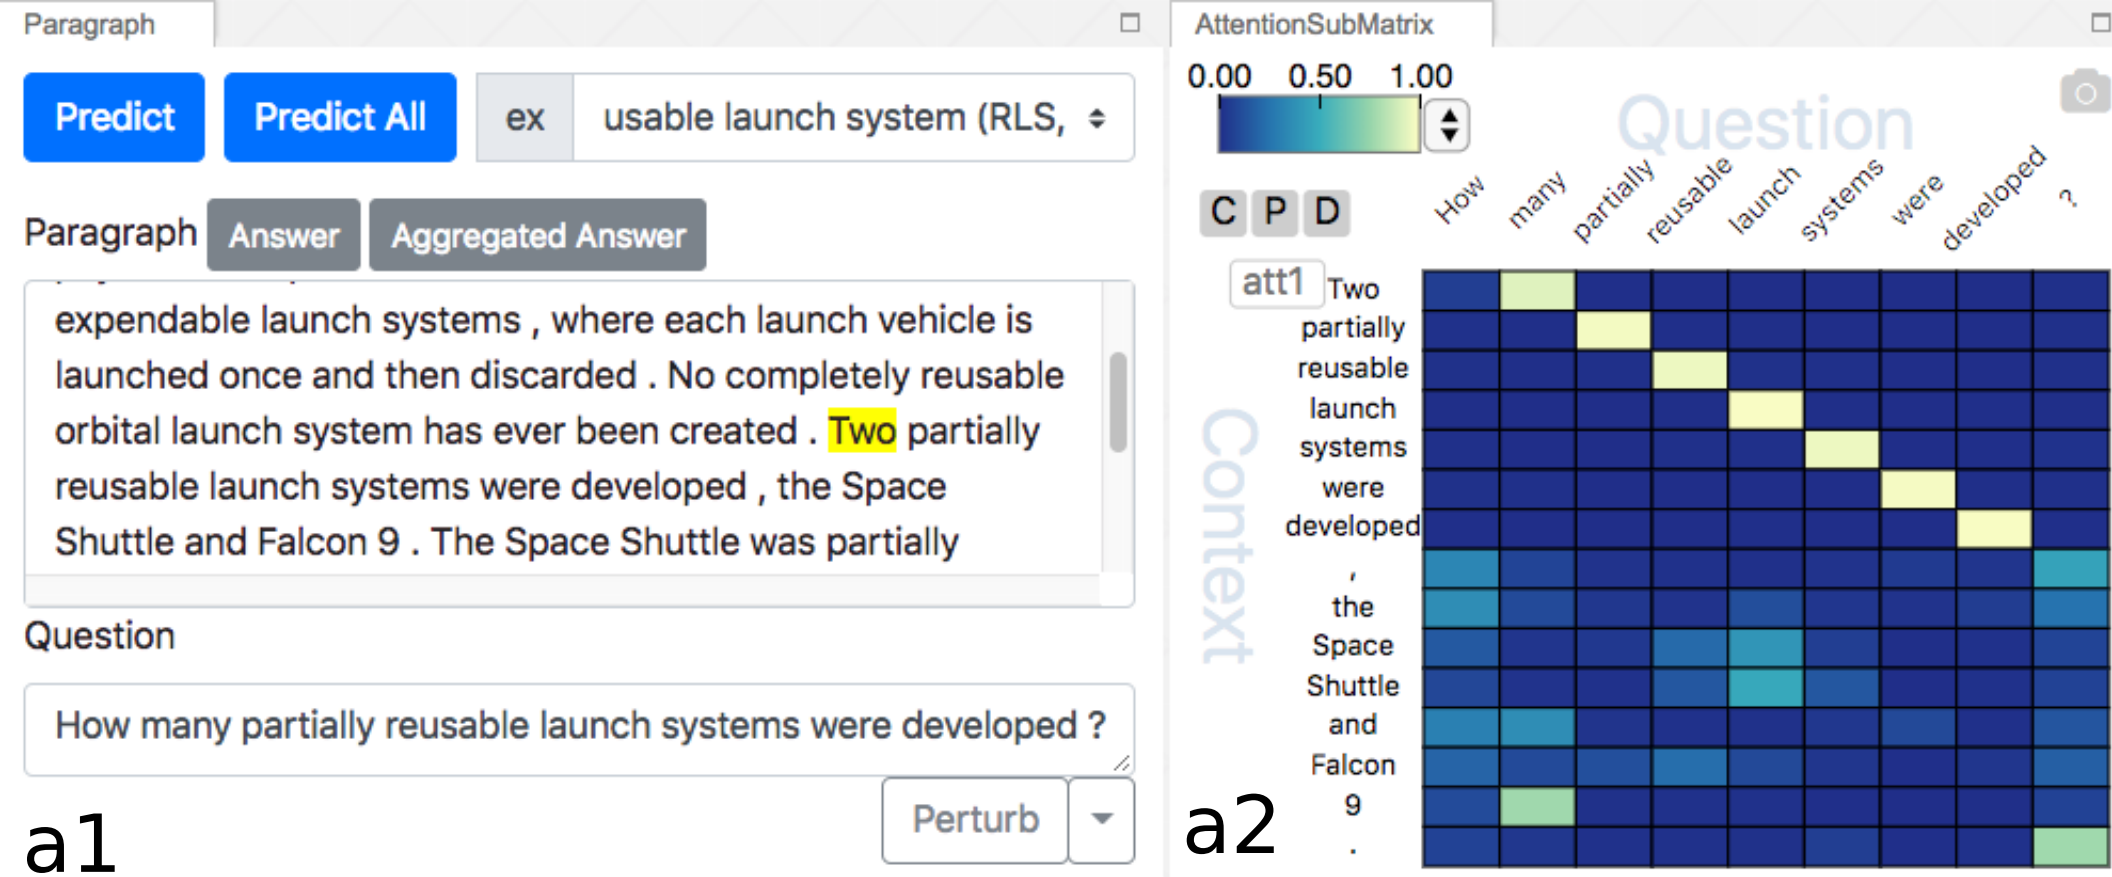 Paragraph
Predict
Predict All
ex
usable launch system (RLS,
Paragraph
Answer
Aggregated Answer
expendable launch systems , where each launch vehicle is
launched once and then discarded . No completely reusable
orbital launch system has ever been created . Two partially
reusable launch systems were developed , the Space
Shuttle and Falcon 9 . The Space Shuttle was partially
Question
How many partially reusable launch systems were developed ?
Perturb
a1
AttentionSubMatrix
0.00 0.50 1.00
Question
C P D
How many partially reusable launch systems were developed ?
att1
Context
Two
partially
reusable
launch
systems
were
developed
,
the
Space
Shuttle
and
Falcon
9
.
a2